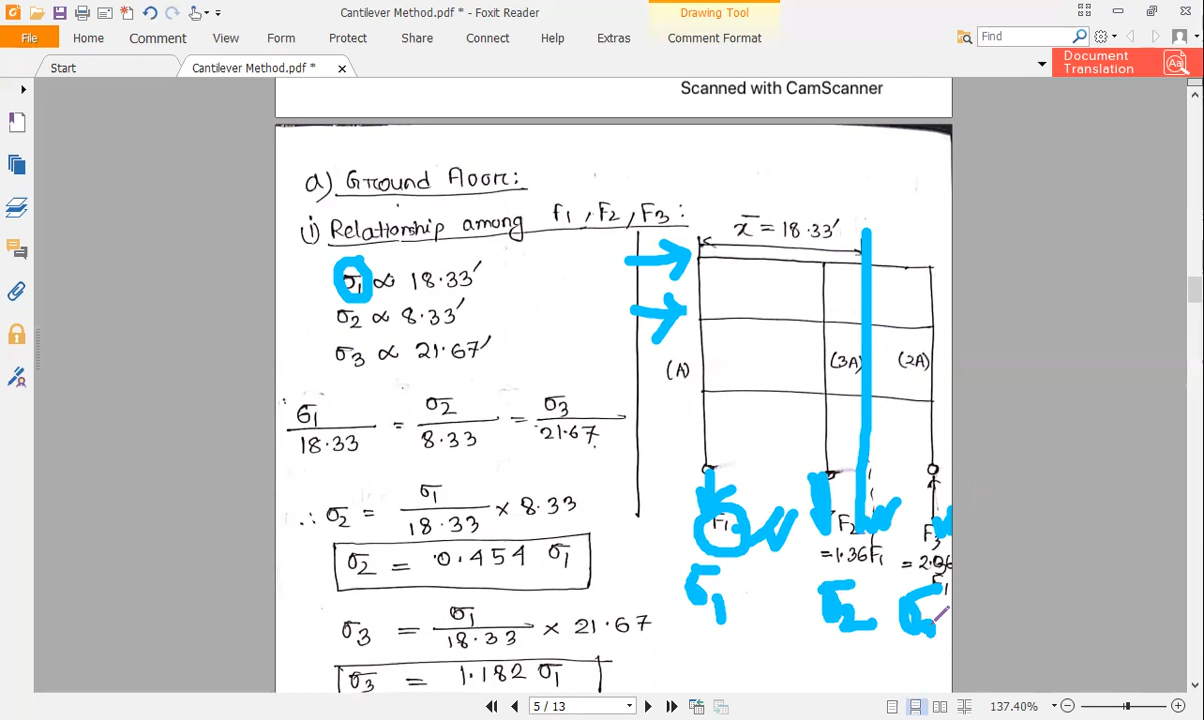 Cantilever Method.pdf * - Foxit Reader
Drawing Tool
File
Home
Comment
View
Form
Protect
Share
Connect
Help
Extras
Comment Format
Find
Start
Cantilever Method.pdf *
Document
Translation
Scanned with CamScanner
a) Ground floor:
i) Relationship among F1, F2, F3 :
x̄ = 18.33'
σ1 ∝ 18.33'
σ2 ∝ 8.33'
σ3 ∝ 21.67'
(A)
(3A)
(2A)
σ1/18.33 = σ2/8.33 = σ3/21.67
∴ σ2 = σ1/18.33 × 8.33
σ2 = 0.454 σ1
σ3 = σ1/18.33 × 21.67
σ3 = 1.182 σ1
F1
F2
=1.36F1
F3
F1
σ1
σ2
5 / 13
137.40%